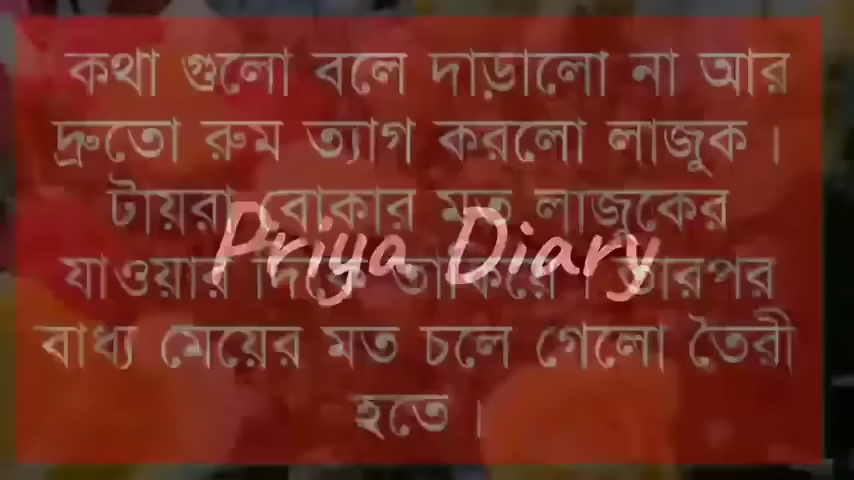 কথা গুলো বলে দাড়ালো না আর
দ্রুতো রুম ত্যাগ করলো লাজুক ।
টায়রা বোকার মত লাজুকের
Priya Diary
যাওয়ার দিকে তাকিয়ে । তারপর
বাধ্য মেয়ের মত চলে গেলো তৈরী
হতে ।